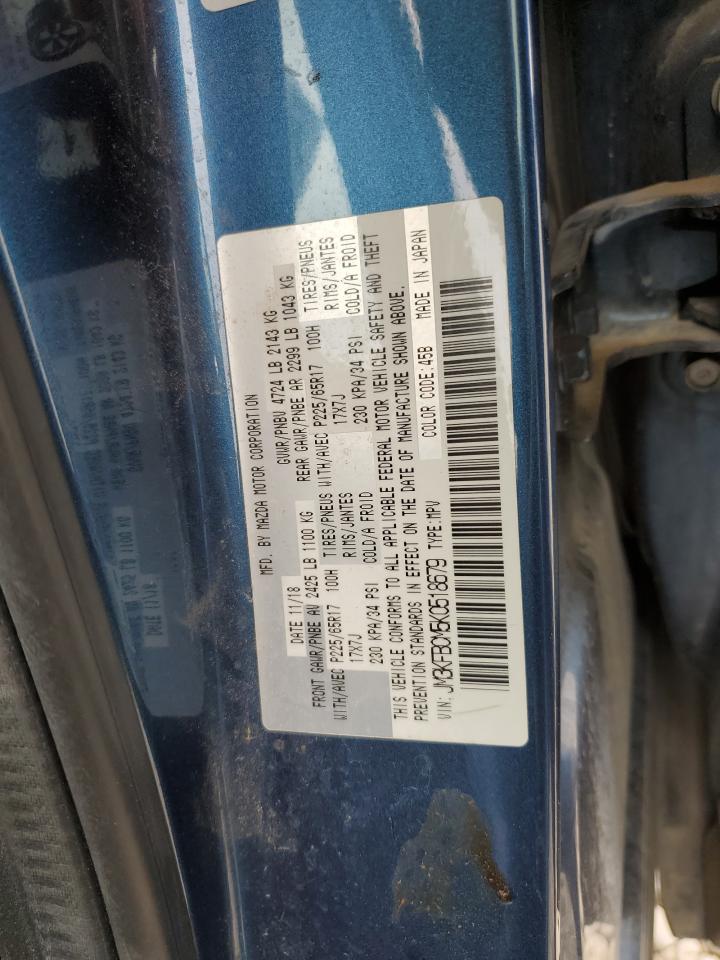 MFD. BY MAZDA MOTOR CORPORATION
DATE 11/18 GVWR/PNBV 4724 LB 2143 KG
FRONT GAWR/PNBE AV 2425 LB 1100 KG REAR GAWR/PNBE AR 2299 LB 1043 KG
WITH/AVEC P225/65R17 100H TIRES/PNEUS WITH/AVEC P225/65R17 100H TIRES/PNEUS
17X7J RIMS/JANTES 17X7J RIMS/JANTES
230 KPA/34 PSI COLD/A FROID 230 KPA/34 PSI COLD/A FROID
THIS VEHICLE CONFORMS TO ALL APPLICABLE FEDERAL MOTOR VEHICLE SAFETY AND THEFT
PREVENTION STANDARDS IN EFFECT ON THE DATE OF MANUFACTURE SHOWN ABOVE.
VIN: JM3KFBCM5K0518679 TYPE:MPV COLOR CODE:45B MADE IN JAPAN